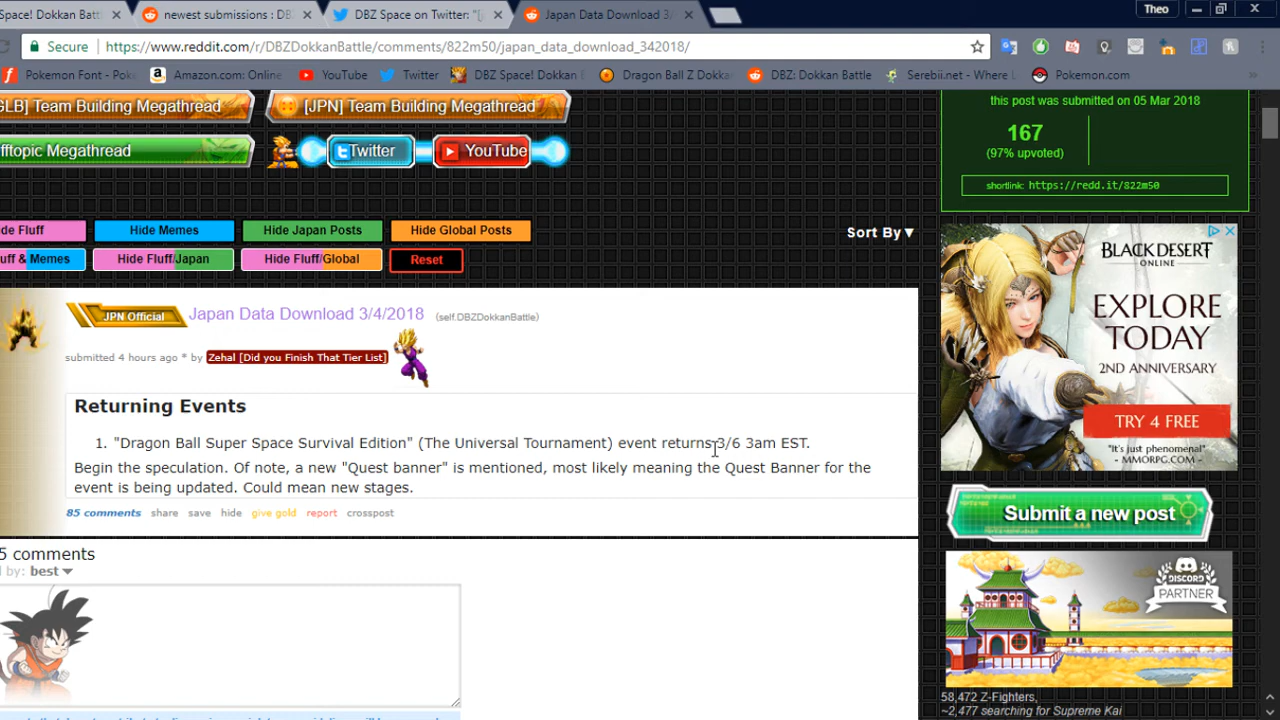 Space! Dokkan Batt
newest submissions : DB
DBZ Space on Twitter: "[
Japan Data Download 3/
Theo
Secure
https://www.reddit.com/r/DBZDokkanBattle/comments/822m50/japan_data_download_342018/
Pokemon Font - Poke
Amazon.com: Online
YouTube
Twitter
DBZ Space! Dokkan
Dragon Ball Z Dokka
DBZ: Dokkan Battle
Serebii.net - Where L
Pokemon.com
GLB] Team Building Megathread
[JPN] Team Building Megathread
fftopic Megathread
Twitter
YouTube
de Fluff
Hide Memes
Hide Japan Posts
Hide Global Posts
uff & Memes
Hide Fluff/Japan
Hide Fluff/Global
Reset
Sort By▼
this post was submitted on 05 Mar 2018
167
(97% upvoted)
shortlink: https://redd.it/822m50
JPN Official
Japan Data Download 3/4/2018 (self.DBZDokkanBattle)
submitted 4 hours ago * by Zehal [Did you Finish That Tier List]
Returning Events
1. "Dragon Ball Super Space Survival Edition" (The Universal Tournament) event returns 3/6 3am EST.
Begin the speculation. Of note, a new "Quest banner" is mentioned, most likely meaning the Quest Banner for the
event is being updated. Could mean new stages.
85 comments share save hide give gold report crosspost
5 comments
by: best
BLACK DESERT
ONLINE
EXPLORE
TODAY
2ND ANNIVERSARY
TRY 4 FREE
"It's just phenomenal"
- MMORPG.COM
Submit a new post
DISCORD
PARTNER
58,472 Z-Fighters,
~2,477 searching for Supreme Kai